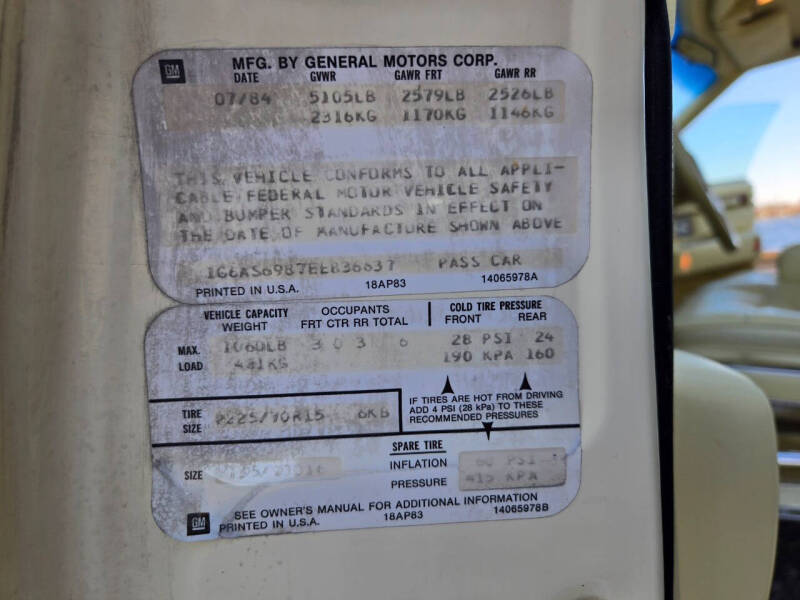 GM
MFG. BY GENERAL MOTORS CORP.
DATE GVWR GAWR FRT GAWR RR
07/84 5105LB 2579LB 2526LB
2316KG 1170KG 1146KG
THIS VEHICLE CONFORMS TO ALL APPLI-
CABLE FEDERAL MOTOR VEHICLE SAFETY
AND BUMPER STANDARDS IN EFFECT ON
THE DATE OF MANUFACTURE SHOWN ABOVE
PASS CAR
PRINTED IN U.S.A. 18AP83 14065978A
VEHICLE CAPACITY OCCUPANTS COLD TIRE PRESSURE
WEIGHT FRT CTR RR TOTAL FRONT REAR
MAX. 1060LB 3 0 3 6 28 PSI 24
LOAD 481KG 190 KPA 160
IF TIRES ARE HOT FROM DRIVING
ADD 4 PSI (28 kPa) TO THESE
RECOMMENDED PRESSURES
TIRE
SIZE
SPARE TIRE
SIZE INFLATION 60 PSI
PRESSURE 415 KPA
SEE OWNER'S MANUAL FOR ADDITIONAL INFORMATION
GM PRINTED IN U.S.A. 18AP83 14065978B